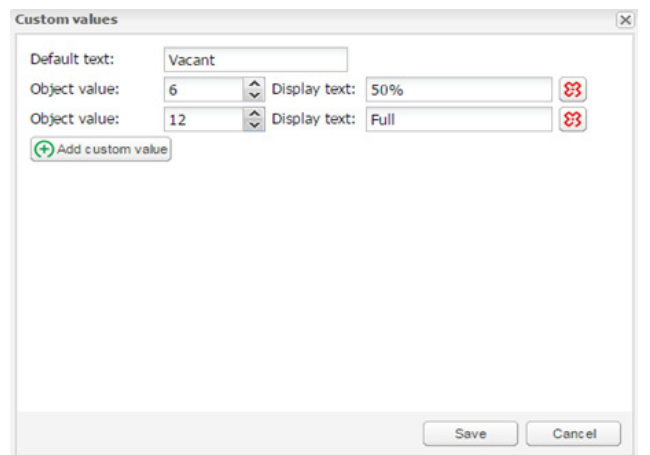 Custom values
Default text: Vacant
Object value: 6 Display text: 50%
Object value: 12 Display text: Full
Add custom value
Save Cancel